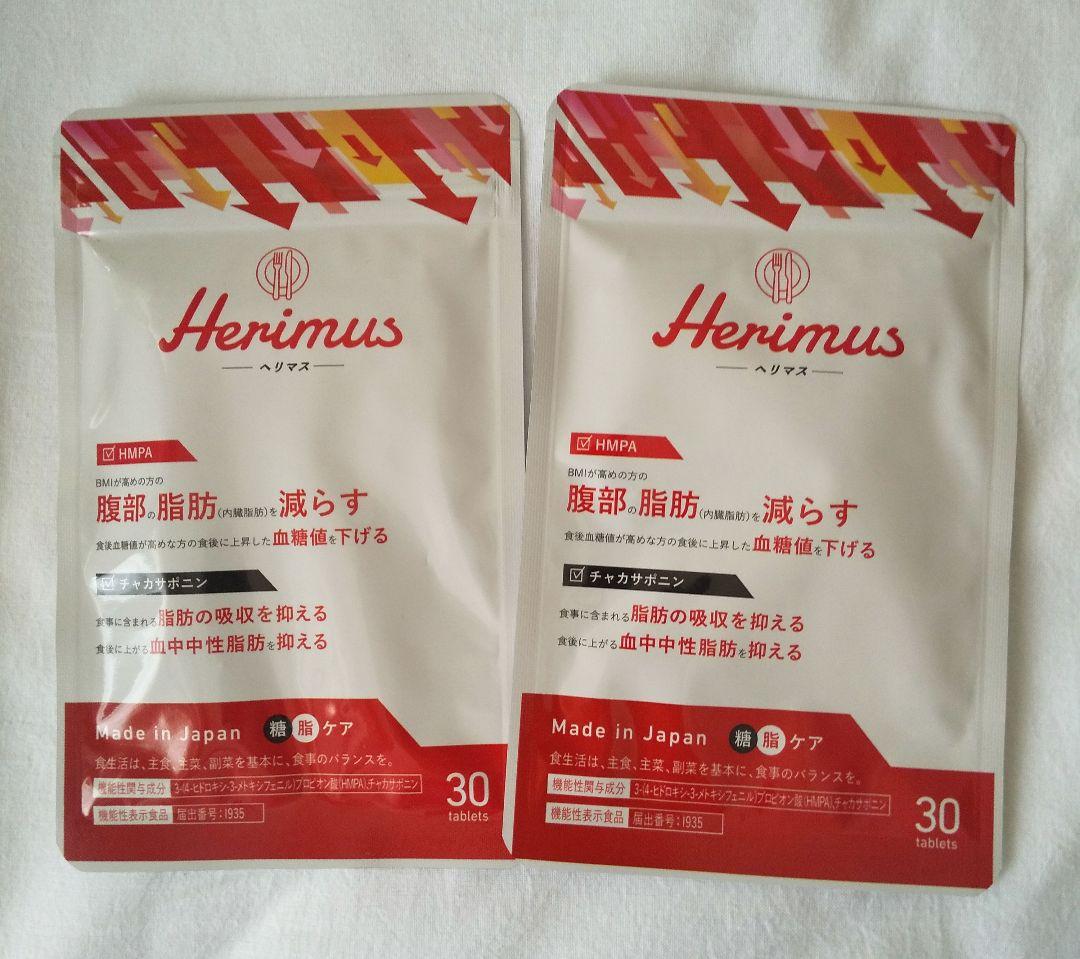 Herimus
ヘリマス
HMPA
BMIが高めの方の
腹部の脂肪(内臓脂肪)を減らす
食後血糖値が高めな方の食後に上昇した血糖値を下げる
チャカサポニン
食事に含まれる脂肪の吸収を抑える
食後に上がる血中中性脂肪を抑える
Made in Japan 糖脂ケア
食生活は、主食、主菜、副菜を基本に、食事のバランスを。
機能性関与成分 3-(4-ヒドロキシ-3-メトキシフェニル)プロピオン酸(HMPA)、チャカサポニン
機能性表示食品 届出番号:I935
30
tablets
Herimus
ヘリマス
HMPA
BMIが高めの方の
腹部の脂肪(内臓脂肪)を減らす
食後血糖値が高めな方の食後に上昇した血糖値を下げる
チャカサポニン
食事に含まれる脂肪の吸収を抑える
食後に上がる血中中性脂肪を抑える
Made in Japan 糖脂ケア
食生活は、主食、主菜、副菜を基本に、食事のバランスを。
機能性関与成分 3-(4-ヒドロキシ-3-メトキシフェニル)プロピオン酸(HMPA)、チャカサポニン
機能性表示食品 届出番号:I935
30
tablets